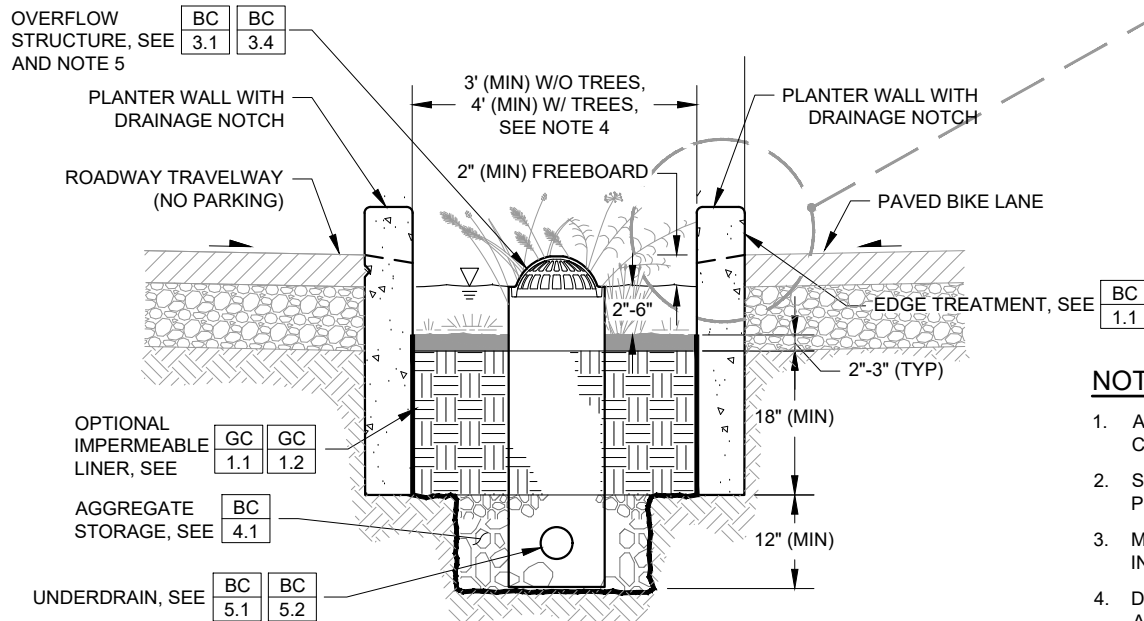 OVERFLOW
STRUCTURE, SEE
AND NOTE 5
BC
3.1
BC
3.4
PLANTER WALL WITH
DRAINAGE NOTCH
ROADWAY TRAVELWAY
(NO PARKING)
3' (MIN) W/O TREES,
4' (MIN) W/ TREES,
SEE NOTE 4
2" (MIN) FREEBOARD
PLANTER WALL WITH
DRAINAGE NOTCH
PAVED BIKE LANE
EDGE TREATMENT, SEE
BC
1.1
2"-6"
2"-3" (TYP)
18" (MIN)
12" (MIN)
OPTIONAL
IMPERMEABLE
LINER, SEE
GC
1.1
GC
1.2
AGGREGATE
STORAGE, SEE
BC
4.1
UNDERDRAIN, SEE
BC
5.1
BC
5.2
NOT
1. A
C
2. S
P
3. M
IN
4. D